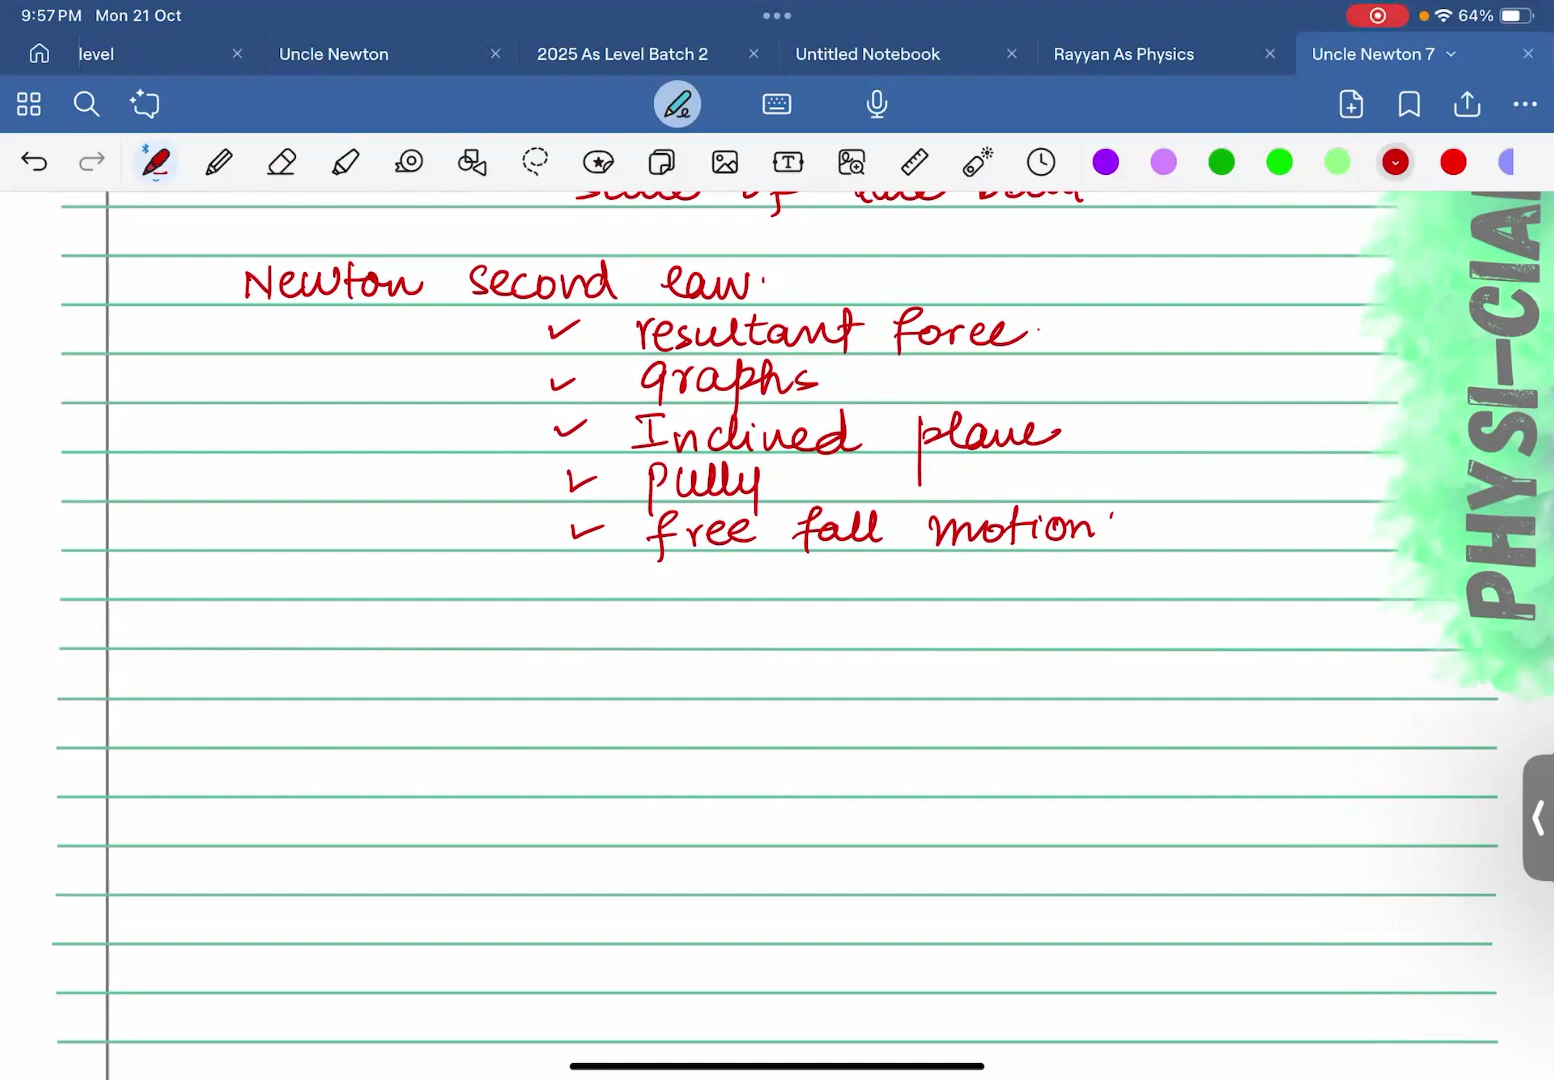 9:57 PM Mon 21 Oct 64%
level Uncle Newton 2025 As Level Batch 2 Untitled Notebook Rayyan As Physics Uncle Newton 7
Newton second law.
✓ resultant force.
✓ graphs
✓ Inclined plane
✓ pully
✓ free fall motion.
PHYSI-CIA